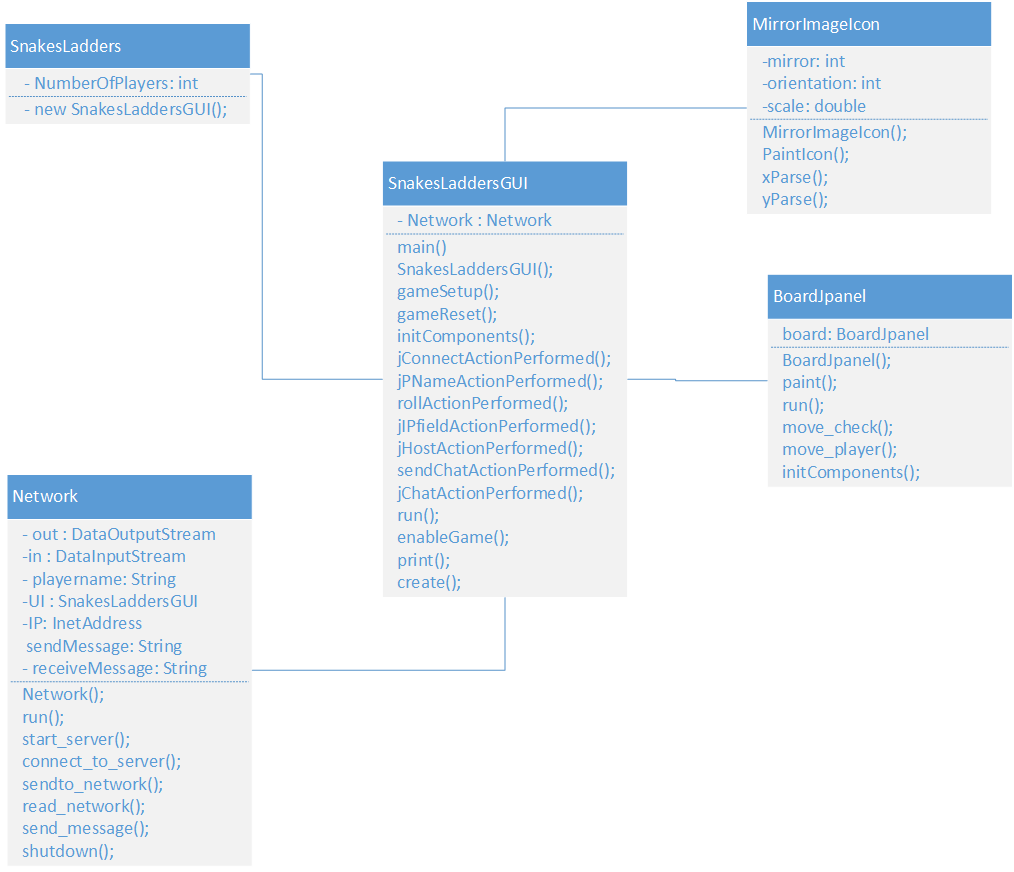 SnakesLadders
- NumberOfPlayers: int
- new SnakesLaddersGUI();
MirrorImageIcon
-mirror: int
-orientation: int
-scale: double
MirrorImageIcon();
PaintIcon();
xParse();
yParse();
SnakesLaddersGUI
- Network : Network
main()
SnakesLaddersGUI();
gameSetup();
gameReset();
initComponents();
jConnectActionPerformed();
jPNameActionPerformed();
rollActionPerformed();
jIPfieldActionPerformed();
jHostActionPerformed();
sendChatActionPerformed();
jChatActionPerformed();
run();
enableGame();
print();
create();
BoardJpanel
board: BoardJpanel
BoardJpanel();
paint();
run();
move_check();
move_player();
initComponents();
Network
- out : DataOutputStream
-in : DataInputStream
- playername: String
-UI : SnakesLaddersGUI
-IP: InetAddress
sendMessage: String
- receiveMessage: String
Network();
run();
start_server();
connect_to_server();
sendto_network();
read_network();
send_message();
shutdown();